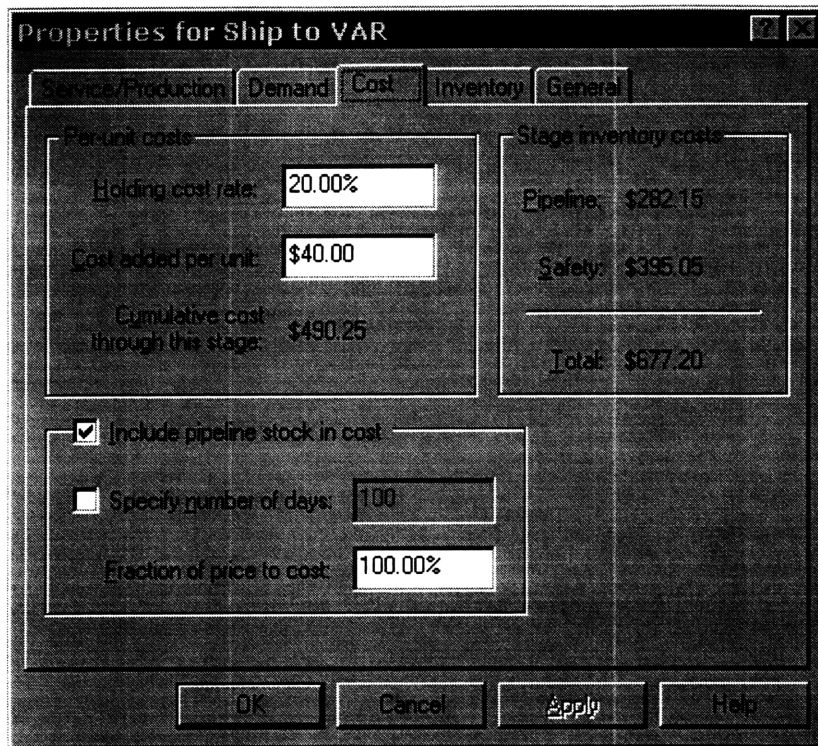 Properties for Ship to VAR
Service/Production Demand Cost Inventory General
Per-unit costs
Holding cost rate: 20.00%
Cost added per unit: $40.00
Cumulative cost
through this stage: $490.25
Stage inventory costs
Pipeline: $282.15
Safety: $395.05
Total: $677.20
Include pipeline stock in cost
Specify number of days: 100
Fraction of price to cost: 100.00%
OK Cancel Apply Help